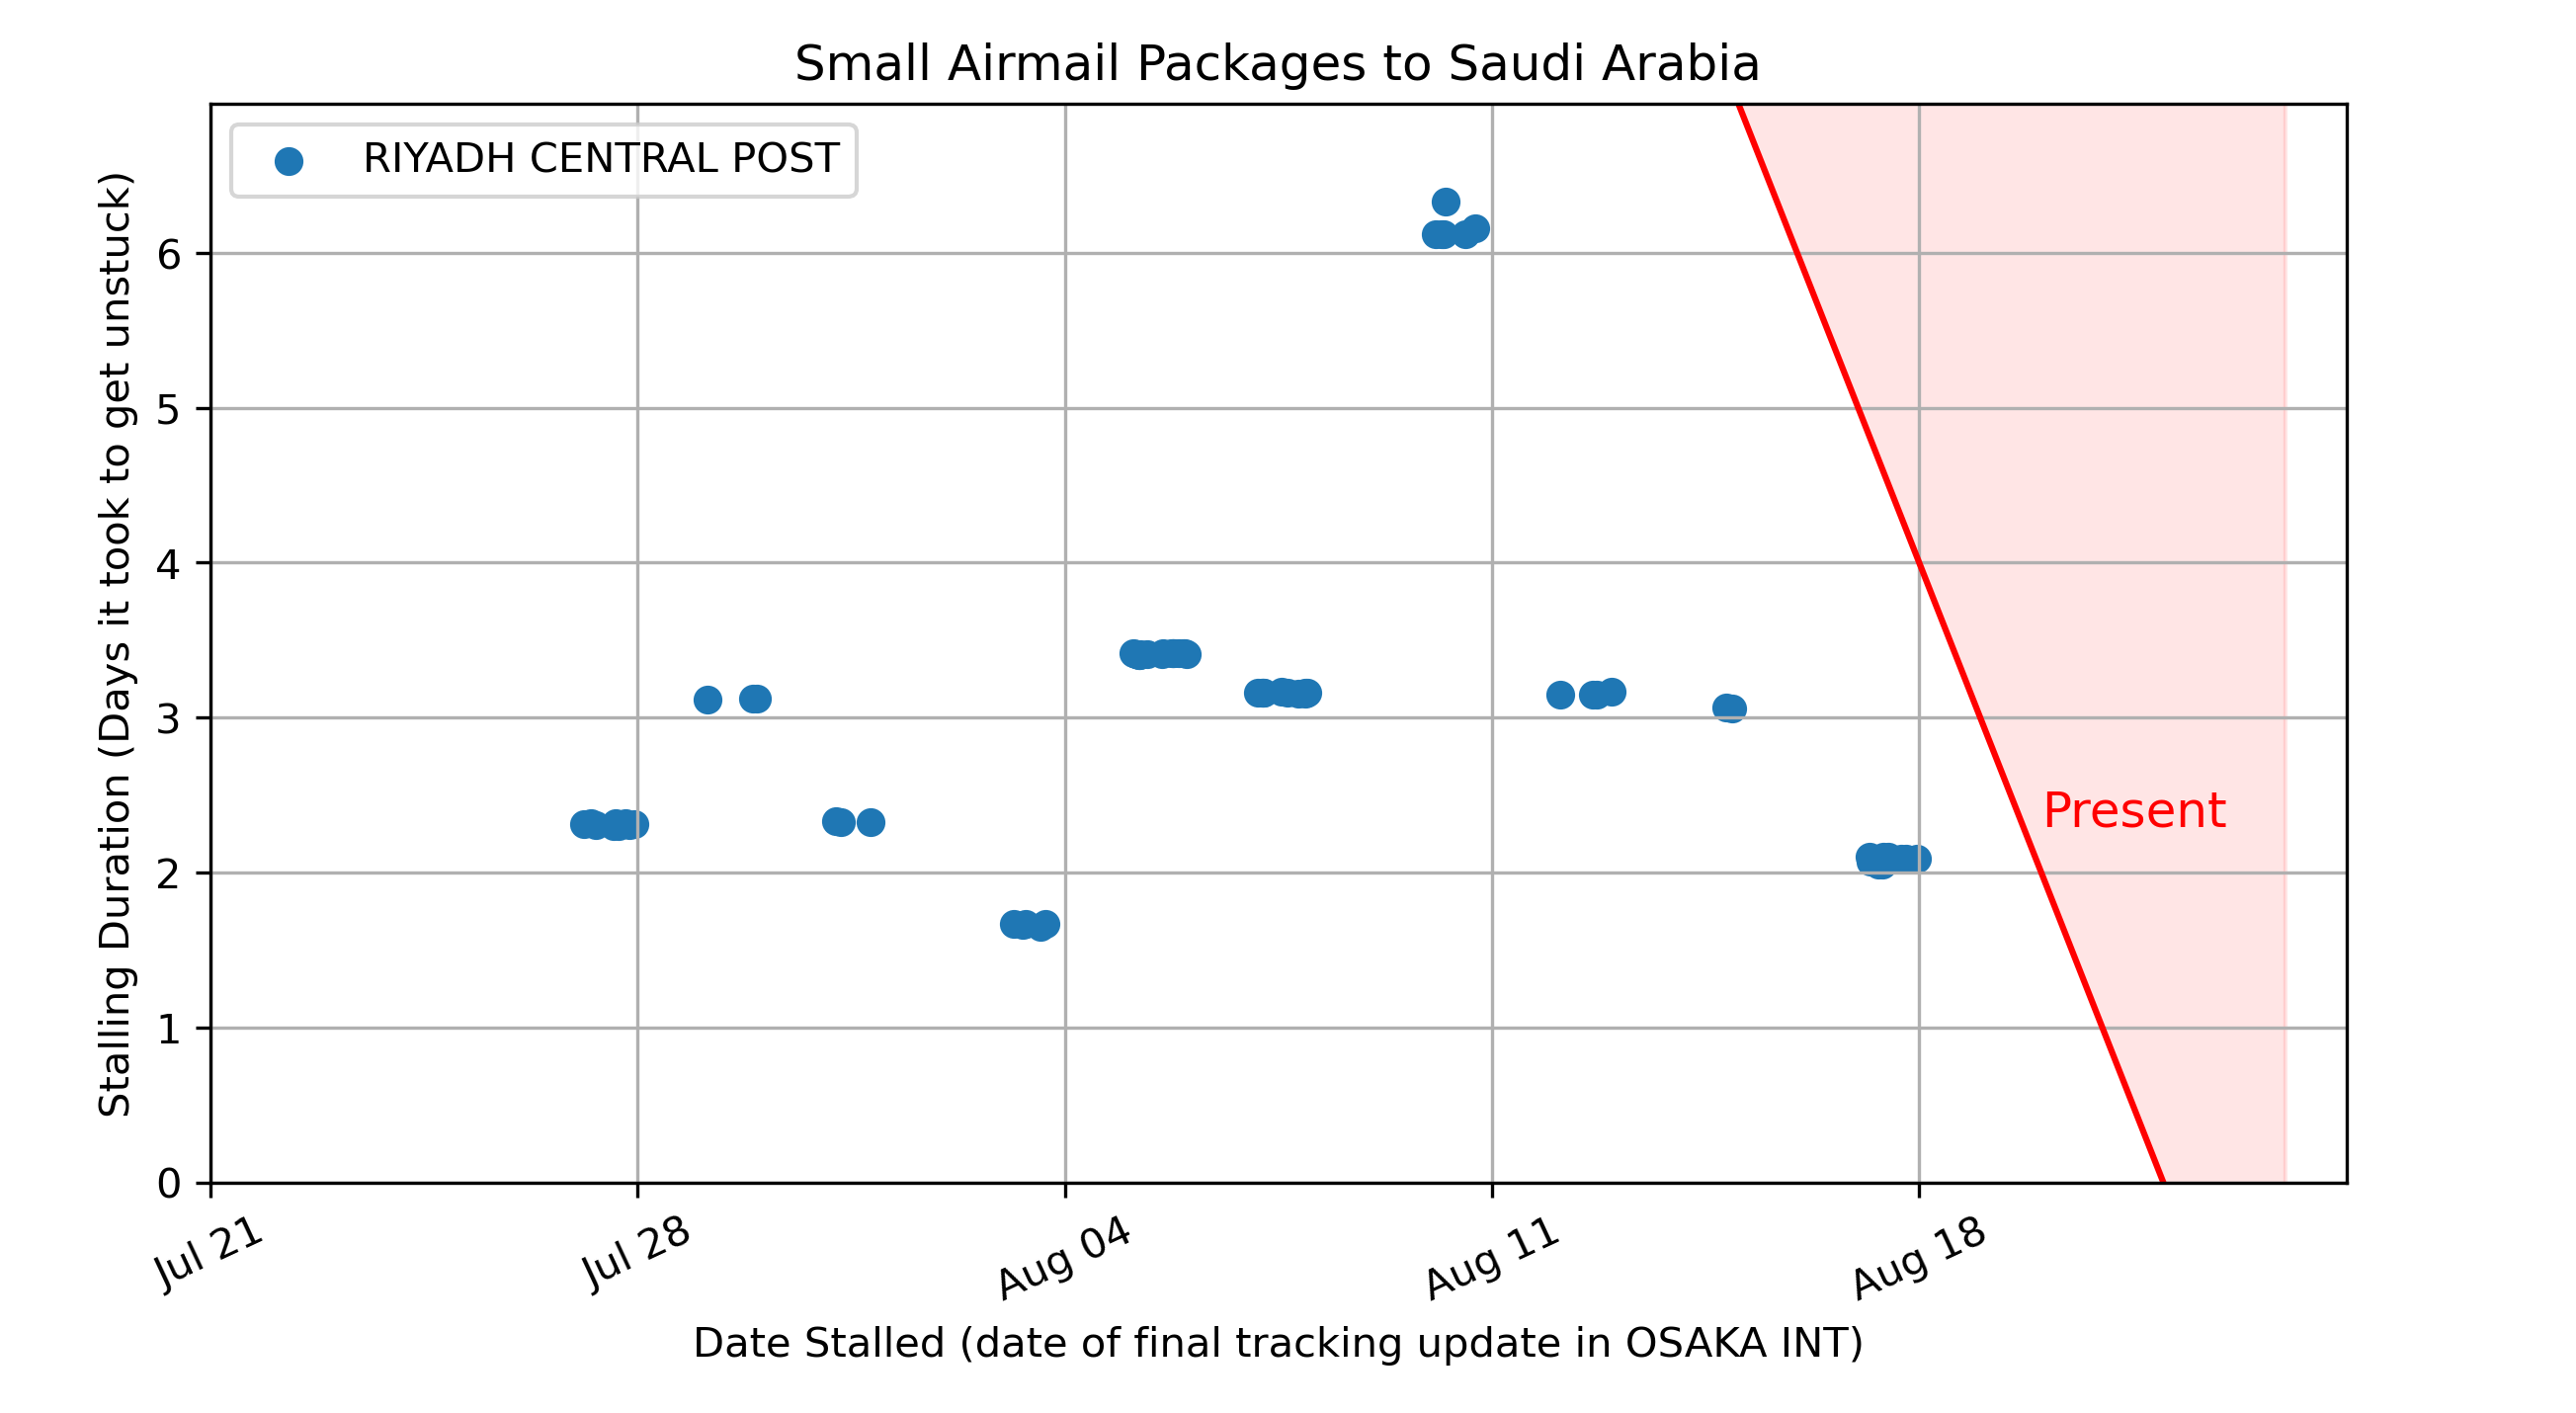 Small Airmail Packages to Saudi Arabia
RIYADH CENTRAL POST
Stalling Duration (Days it took to get unstuck)
6
5
4
3
2
1
0
Present
Jul 21
Jul 28
Aug 04
Aug 11
Aug 18
Date Stalled (date of final tracking update in OSAKA INT)